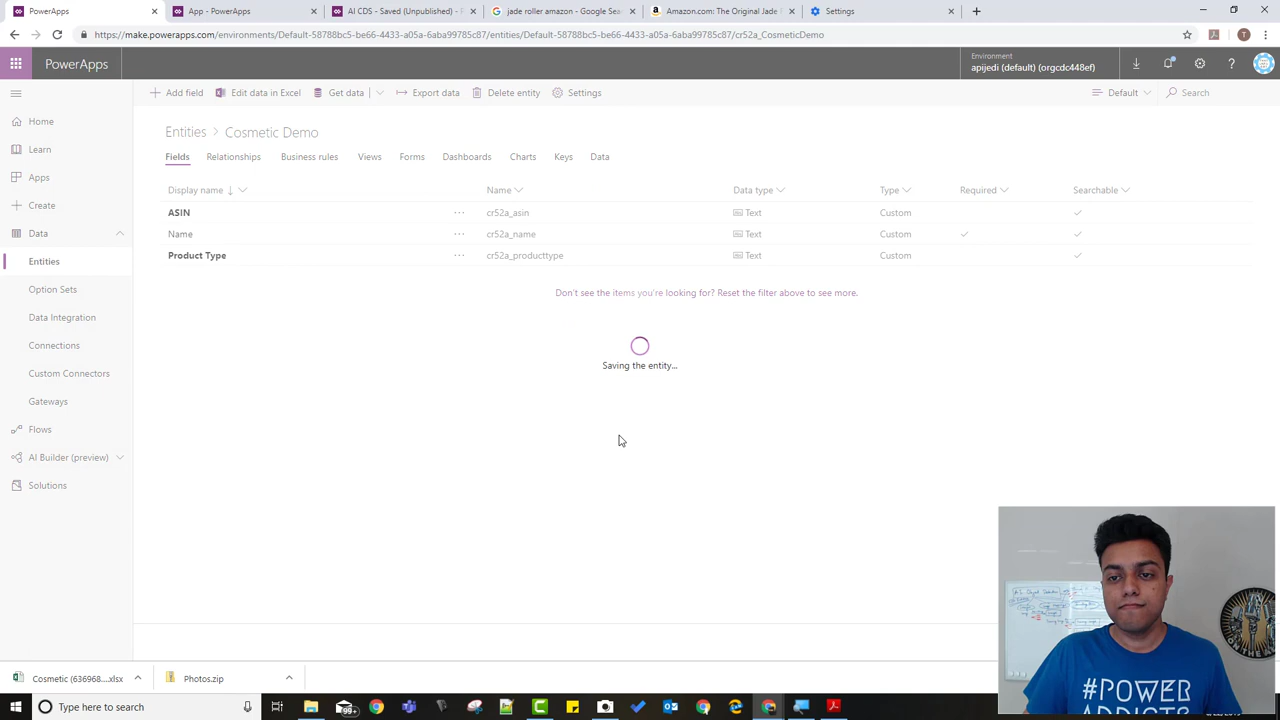 PowerApps
App - PowerApps
AI CDS - Saved (Unpublished) - F
jade roller amazon - Google Sea
Amazon.com: The Original Jade
Settings
https://make.powerapps.com/environments/Default-58788bc5-be66-4433-a05a-6aba99785c87/entities/Default-58788bc5-be66-4433-a05a-6aba99785c87/cr52a_CosmeticDemo
T
PowerApps
Environment
apijedi (default) (orgcdc448ef)
Add field
Edit data in Excel
Get data
Export data
Delete entity
Settings
Default
Search
Home
Learn
Apps
Create
Data
Entities
Option Sets
Data Integration
Connections
Custom Connectors
Gateways
Flows
AI Builder (preview)
Solutions
Entities > Cosmetic Demo
Fields Relationships Business rules Views Forms Dashboards Charts Keys Data
Display name Name Data type Type Required Searchable
ASIN cr52a_asin Text Custom
Name cr52a_name Text Custom
Product Type cr52a_producttype Text Custom
Don't see the items you're looking for? Reset the filter above to see more.
Saving the entity...
#POWER
ADDICTS
Cosmetic (636968....xlsx
Photos.zip
Type here to search
99+